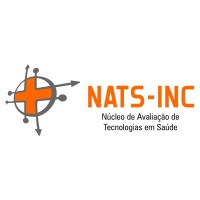 NATS-INC
Núcleo de Avaliação de
Tecnologias em Saúde